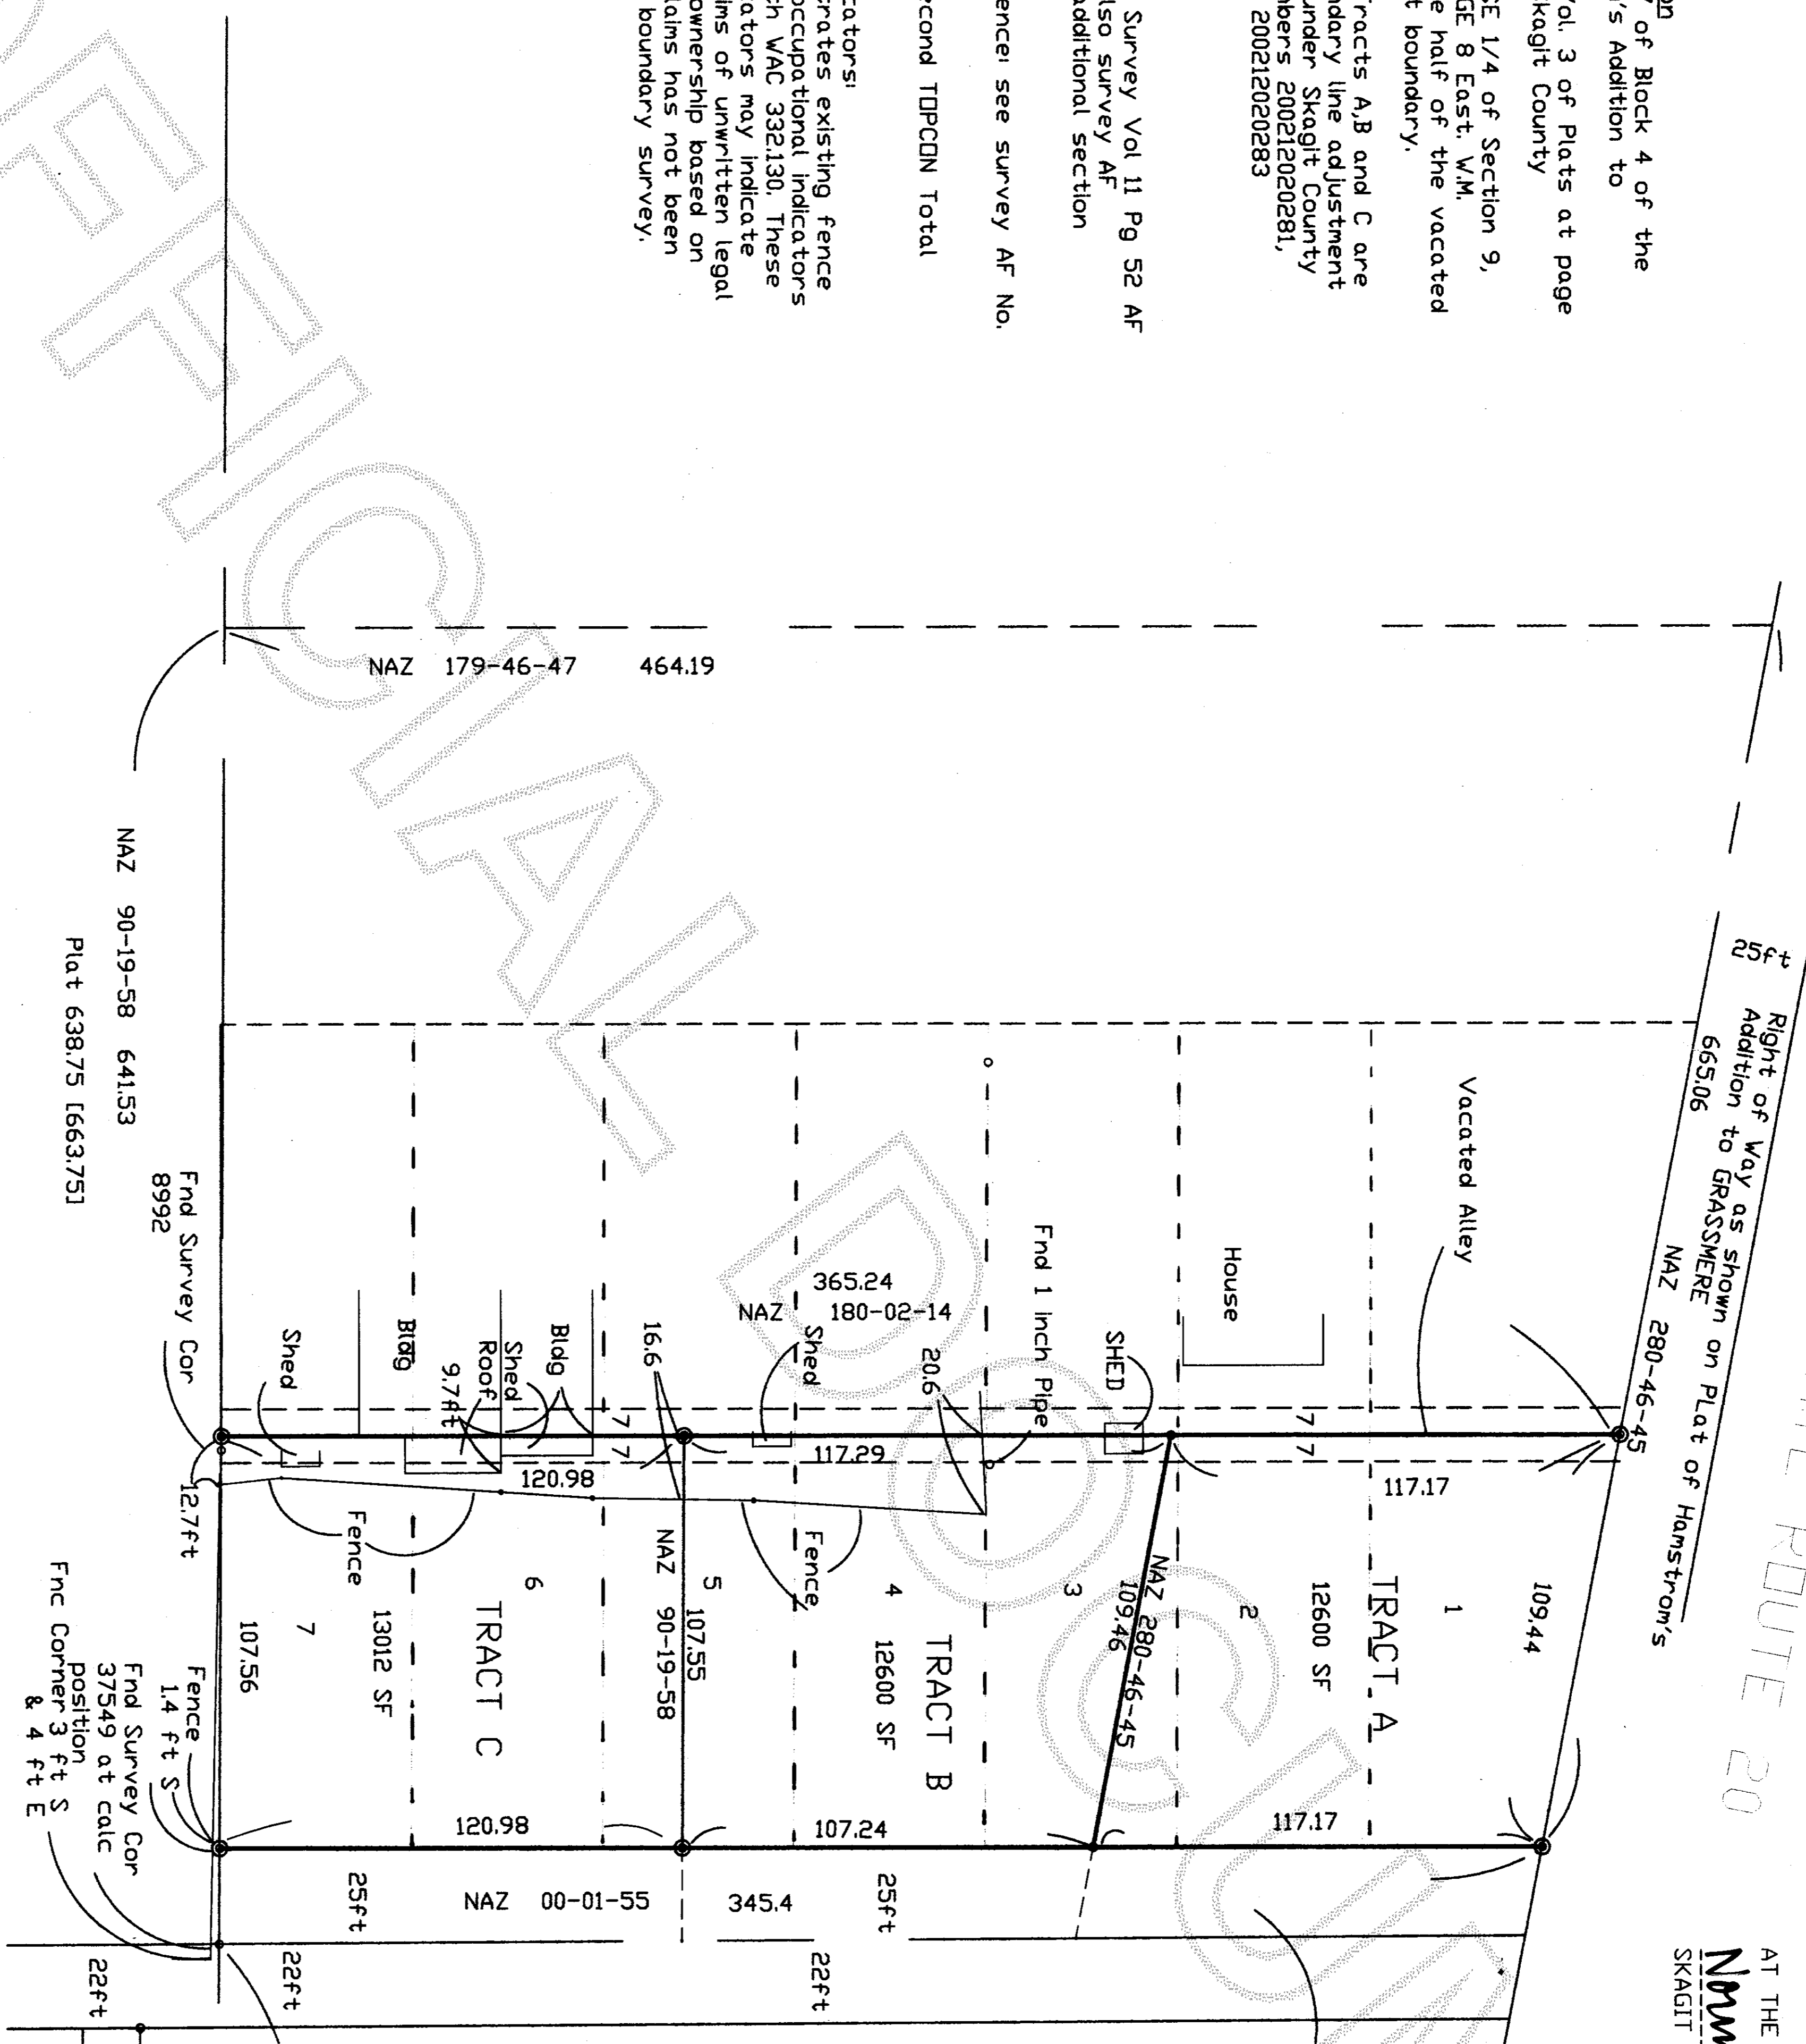 of Block 4 of the
's Addition to
Vol. 3 of Plats at page
Skagit County
SE 1/4 of Section 9,
GE 8 East. W.M.
e half of the vacated
t boundary.
Tracts A,B and C are
ndary line adjustment
under Skagit County
bers 200212020281,
200212020283
Survey Vol 11 Pg 52 AF
lso survey AF
additional section
ence: see survey AF No.
econd TOPCON Total
cators:
trates existing fence
occupational indicators
ch WAC 332.130. These
ators may indicate
ims of unwritten legal
ownership based on
laims has not been
boundary survey.
ROUTE 20
AT THE
SKAGIT
25ft
Right of Way as shown on PLat of Hamstrom's
Addition to GRASSMERE
665.06
NAZ 280-46-45
NAZ 179-46-47 464.19
Vacated Alley
House
Fnd 1 inch Pipe
SHED
365.24
NAZ 180-02-14
Shed
20.6
16.6
Bldg
Shed
Roof
9.7ft
Bldg
Shed
7
7
7
7
117.17
117.29
120.98
109.44
1
TRACT A
12600 SF
2
NAZ 280-46-45
109.46
3
TRACT B
12600 SF
4
Fence
5
107.55
NAZ 90-19-58
6
TRACT C
13012 SF
Fence
7
107.56
12.7ft
117.17
107.24
120.98
NAZ 00-01-55 345.4
25ft
25ft
22ft
22ft
22ft
NAZ 90-19-58 641.53
Plat 638.75 [663.75]
Fnd Survey Cor
8992
Fence
1.4 ft S
Fnd Survey Cor
37549 at calc
position
Fnc Corner 3 ft S
& 4 ft E